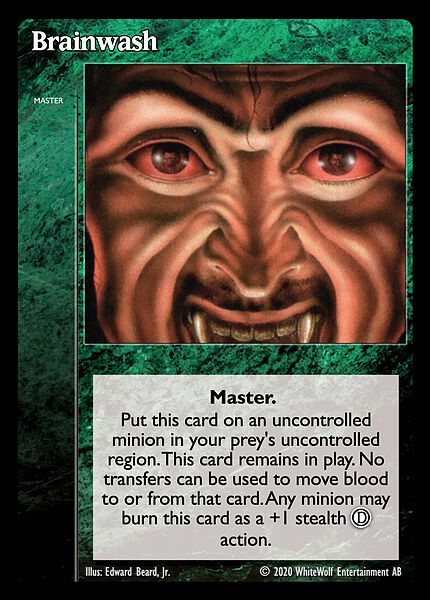 Brainwash
MASTER
Master.
Put this card on an uncontrolled
minion in your prey's uncontrolled
region.This card remains in play. No
transfers can be used to move blood
to or from that card.Any minion may
burn this card as a +1 stealth Ⓓ
action.
Illus: Edward Beard, Jr. © 2020 WhiteWolf Entertainment AB